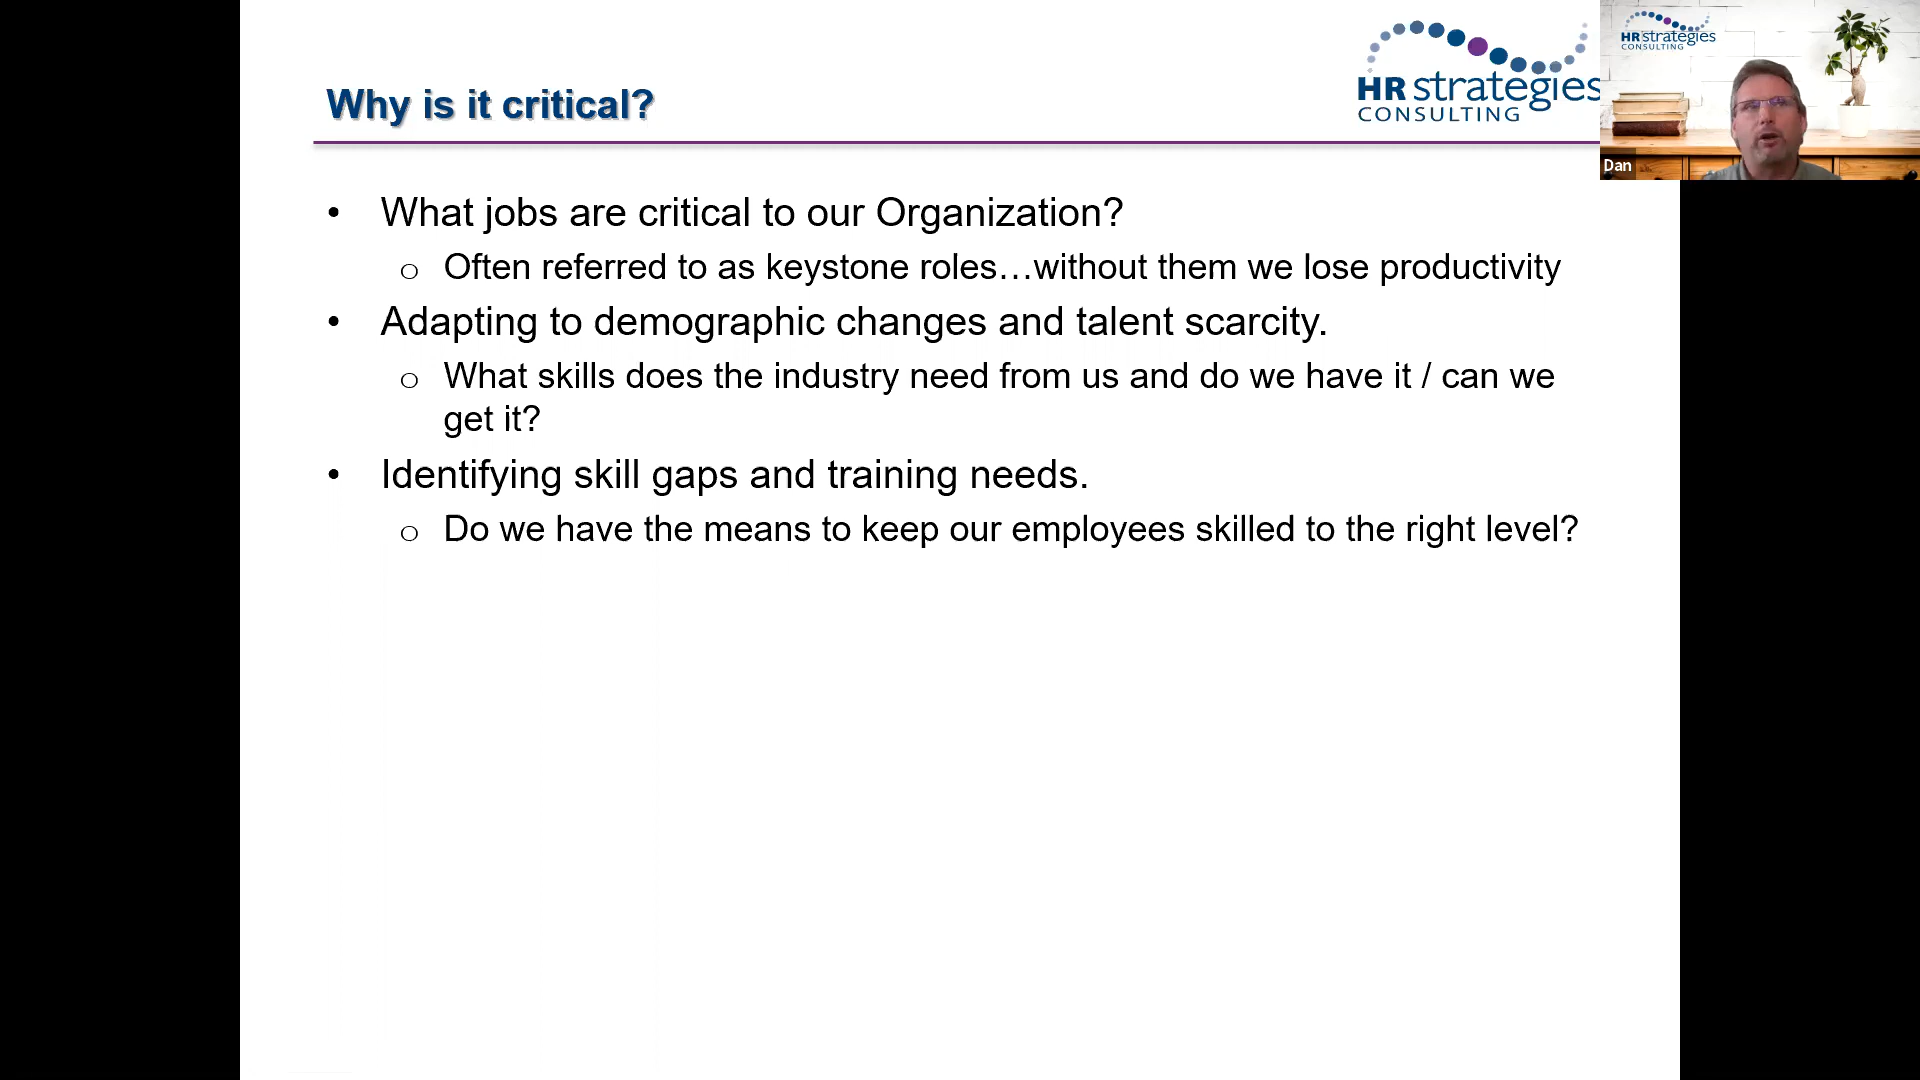 Why is it critical?
HR strategies
CONSULTING
HRstrategies
CONSULTING
Dan
• What jobs are critical to our Organization?
o Often referred to as keystone roles…without them we lose productivity
• Adapting to demographic changes and talent scarcity.
o What skills does the industry need from us and do we have it / can we
get it?
• Identifying skill gaps and training needs.
o Do we have the means to keep our employees skilled to the right level?